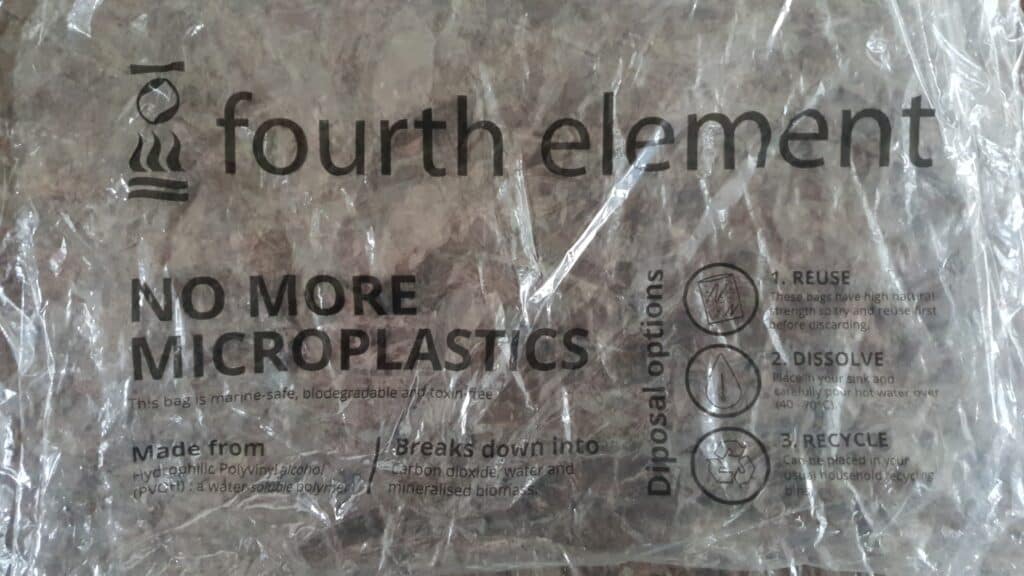 fourth element
NO MORE
MICROPLASTICS
This bag is marine-safe, biodegradable and toxin-free
Made from
Hydrophilic Polyvinyl alcohol
(PVOH) : a water-soluble polymer
Breaks down into
Carbon dioxide, water and
mineralised biomass.
Diposal options
1. REUSE
These bags have high natural
strength so try and reuse first
before discarding.
2. DISSOLVE
Place in your sink and
carefully pour hot water over
(40 - 70°C).
3. RECYCLE
Can be placed in your
usual household recycling
bins.